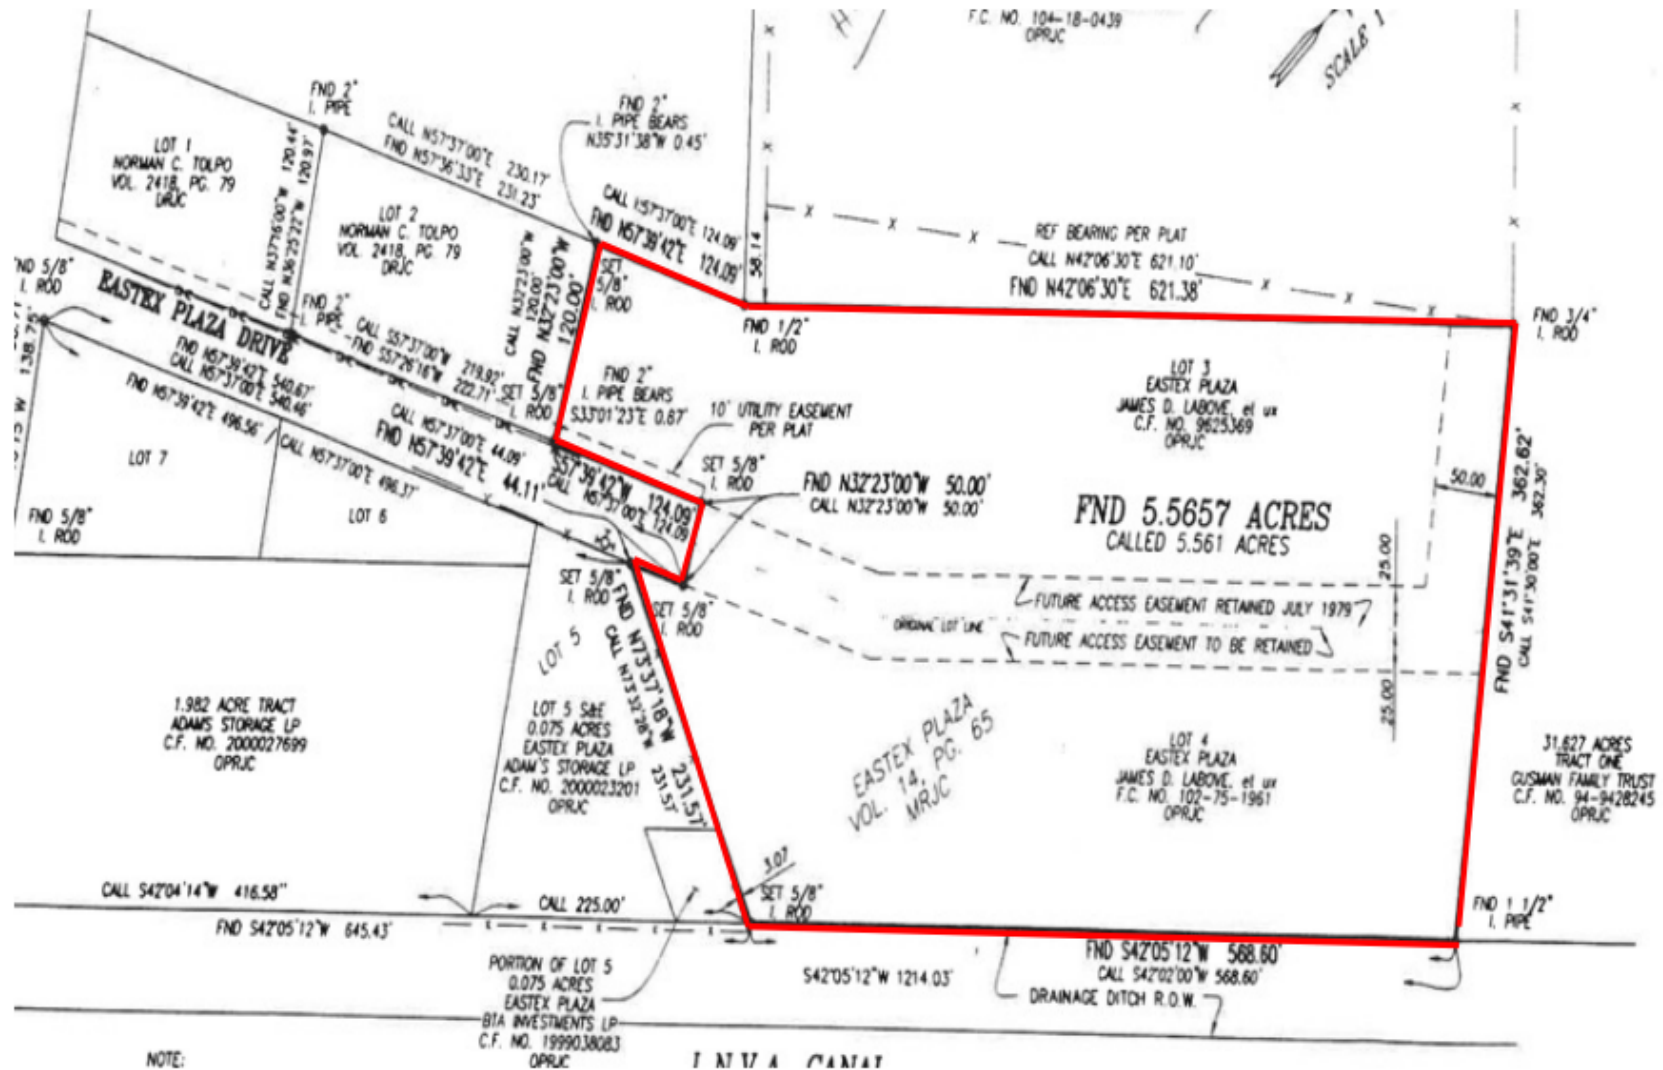 F.C. NO. 104-18-0439
OPRJC
SCALE 1
FND 2"
I. PIPE
CALL N57°37'00"E 230.17'
FND N57°36'33"E 231.23'
FND 2"
I. PIPE BEARS
N35°31'38"W 0.45'
LOT 1
NORMAN C. TOLPO
VOL. 2418, PG. 79
DRJC
CALL N37°16'00"W 120.44'
FND N36°25'22"W 120.97'
LOT 2
NORMAN C. TOLPO
VOL. 2418, PG. 79
DRJC
CALL N57°37'00"E 124.09'
FND N57°39'42"E 124.09'
58.14
REF BEARING PER PLAT
CALL N42°06'30"E 621.10'
FND N42°06'30"E 621.38'
CALL N32°23'00"W
120.00'
FND N32°23'00"W
120.00'
SET
5/8"
I. ROD
FND 1/2"
I. ROD
FND 3/4"
I. ROD
FND 5/8"
I. ROD
138.75'
EASTEX PLAZA DRIVE
FND 2"
I. PIPE
CALL S57°37'00"W 219.92'
FND S57°26'16"W 222.71'
FND N57°39'42"E 540.67'
CALL N57°37'00"E 540.46'
FND N57°39'42"E 496.56'
CALL N57°37'00"E 496.37'
SET 5/8"
I. ROD
FND 2"
I. PIPE BEARS
S33°01'23"E 0.87'
10' UTILITY EASEMENT
PER PLAT
LOT 3
EASTEX PLAZA
JAMES D. LABOVE, et ux
C.F. NO. 9625369
OPRJC
CALL N57°37'00"E 44.09'
FND N57°39'42"E 44.11'
S57°39'42"W 124.09'
CALL N57°37'00"E 124.09
SET 5/8"
I. ROD
FND N32°23'00"W 50.00'
CALL N32°23'00"W 50.00'
FND 5.5657 ACRES
CALLED 5.561 ACRES
50.00
FND S41°31'39"E 362.62'
CALL S41°30'00"E 362.30'
LOT 7
FND 5/8"
I. ROD
LOT 6
SET 5/8"
I. ROD
SET 5/8"
I. ROD
25.00
FUTURE ACCESS EASEMENT RETAINED JULY 1979
ORIGINAL LOT LINE
FUTURE ACCESS EASEMENT TO BE RETAINED
25.00
LOT 5
FND N73°37'18"W 231.57'
CALL N73°32'28"W 231.57'
1.982 ACRE TRACT
ADAMS STORAGE LP
C.F. NO. 2000027699
OPRJC
LOT 5 S&E
0.075 ACRES
EASTEX PLAZA
ADAM'S STORAGE LP
C.F. NO. 2000023201
OPRJC
EASTEX PLAZA
VOL. 14, PG. 65
MRJC
LOT 4
EASTEX PLAZA
JAMES D. LABOVE, et ux
F.C. NO. 102-75-1961
OPRJC
31.627 ACRES
TRACT ONE
GUSMAN FAMILY TRUST
C.F. NO. 94-9428245
OPRJC
3.07
SET 5/8"
I. ROD
FND 1 1/2"
I. PIPE
CALL S42°04'14"W 416.58"
CALL 225.00'
FND S42°05'12"W 645.43'
FND S42°05'12"W 568.60'
CALL S42°02'00"W 568.60'
S42°05'12"W 1214.03'
DRAINAGE DITCH R.O.W.
PORTION OF LOT 5
0.075 ACRES
EASTEX PLAZA
BTA INVESTMENTS LP
C.F. NO. 1999038083
OPRJC
NOTE:
L.N.V.A. CANAL